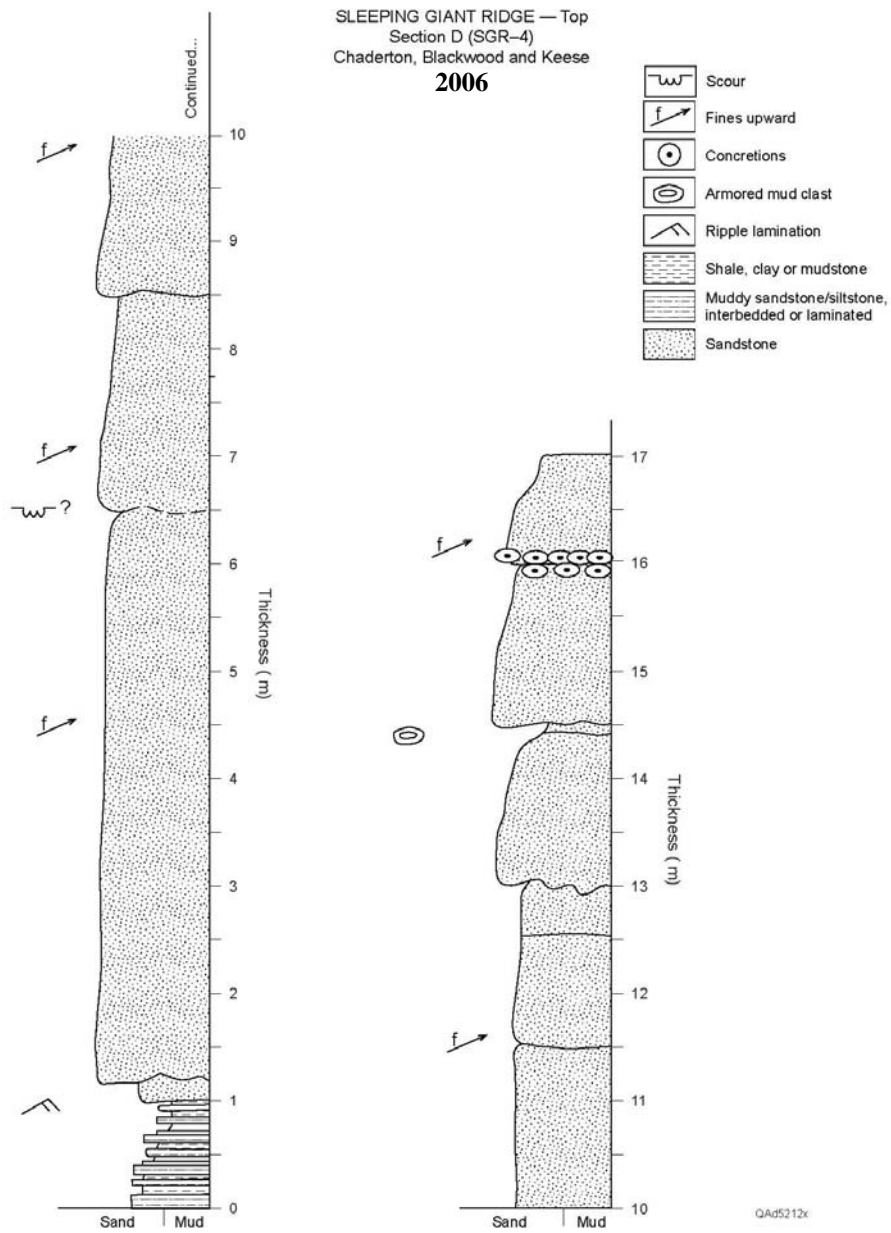 SLEEPING GIANT RIDGE — Top
Section D (SGR–4)
Chaderton, Blackwood and Keese
2006
Continued...
Scour
f Fines upward
Concretions
Armored mud clast
Ripple lamination
Shale, clay or mudstone
Muddy sandstone/siltstone,
interbedded or laminated
Sandstone
f
10
9
8
f
7
?
6
Thickness ( m )
5
f
4
3
2
1
0
Sand Mud
17
f
16
15
14
Thickness ( m )
13
12
f
11
10
Sand Mud
QAd5212x